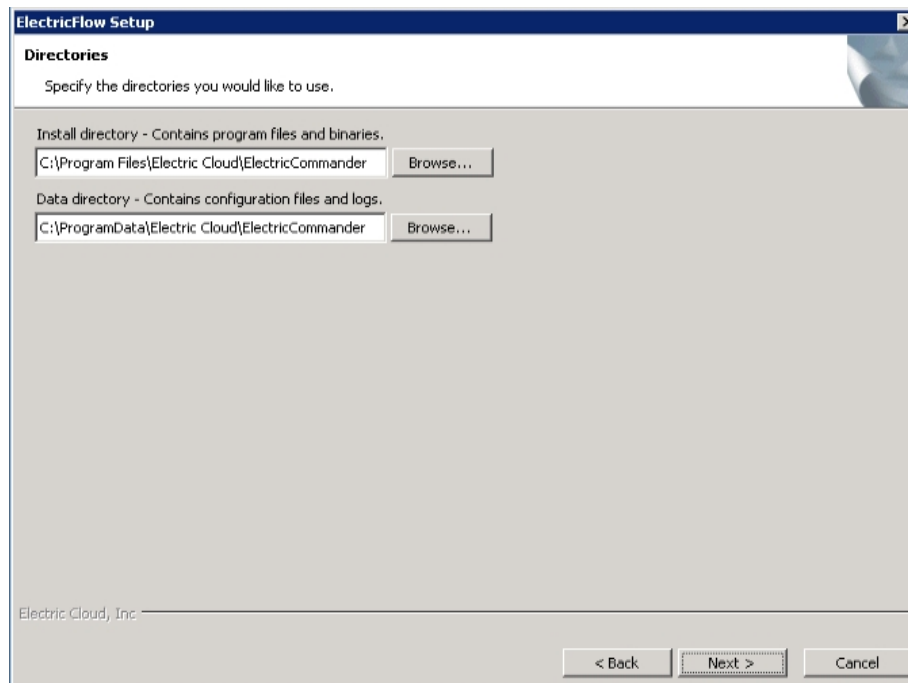 ElectricFlow Setup
Directories
Specify the directories you would like to use.
Install directory - Contains program files and binaries.
C:\Program Files\Electric Cloud\ElectricCommander
Browse...
Data directory - Contains configuration files and logs.
C:\ProgramData\Electric Cloud\ElectricCommander
Browse...
Electric Cloud, Inc
< Back
Next >
Cancel